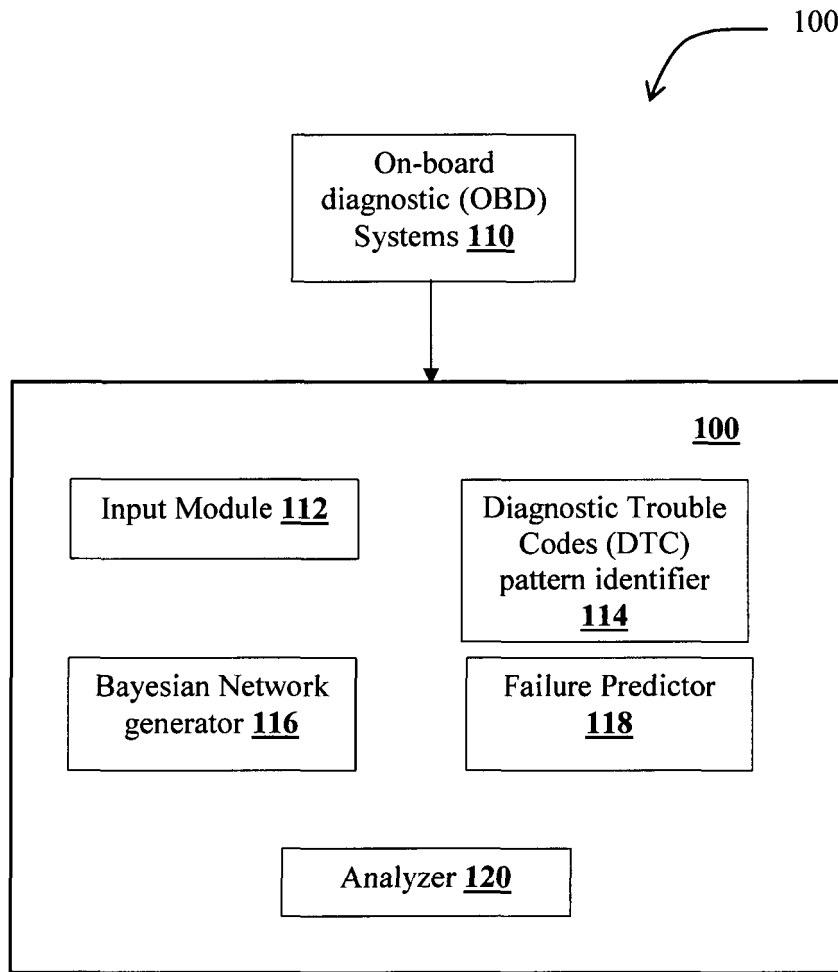 100
On-board
diagnostic (OBD)
Systems 110
100
Input Module 112
Diagnostic Trouble
Codes (DTC)
pattern identifier
114
Bayesian Network
generator 116
Failure Predictor
118
Analyzer 120